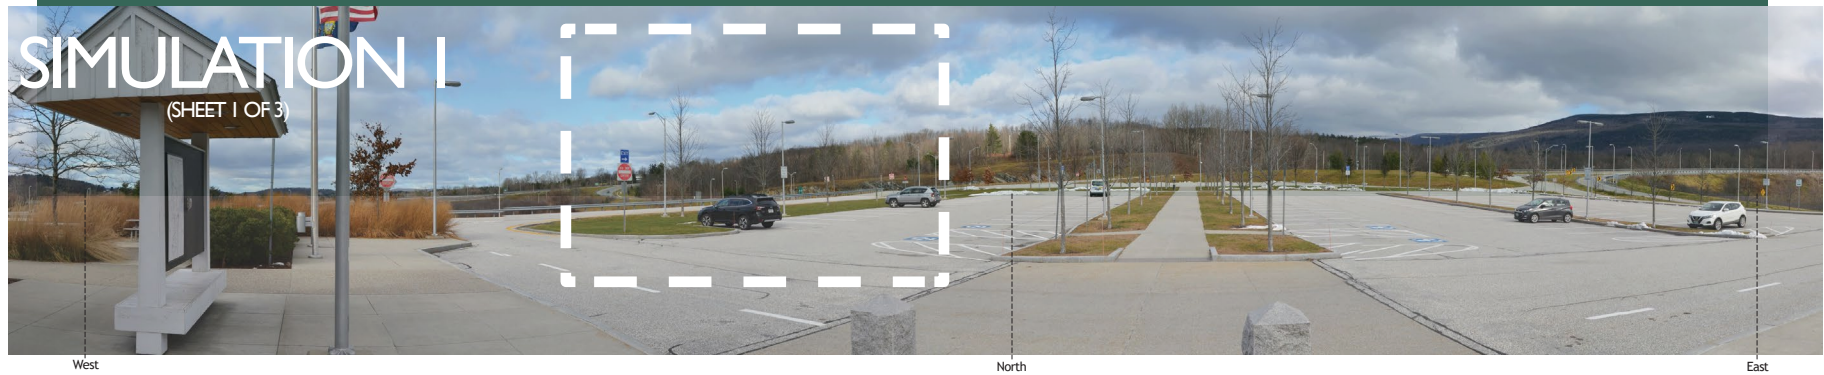 SIMULATION 1
(SHEET 1 OF 3)
West
North
East